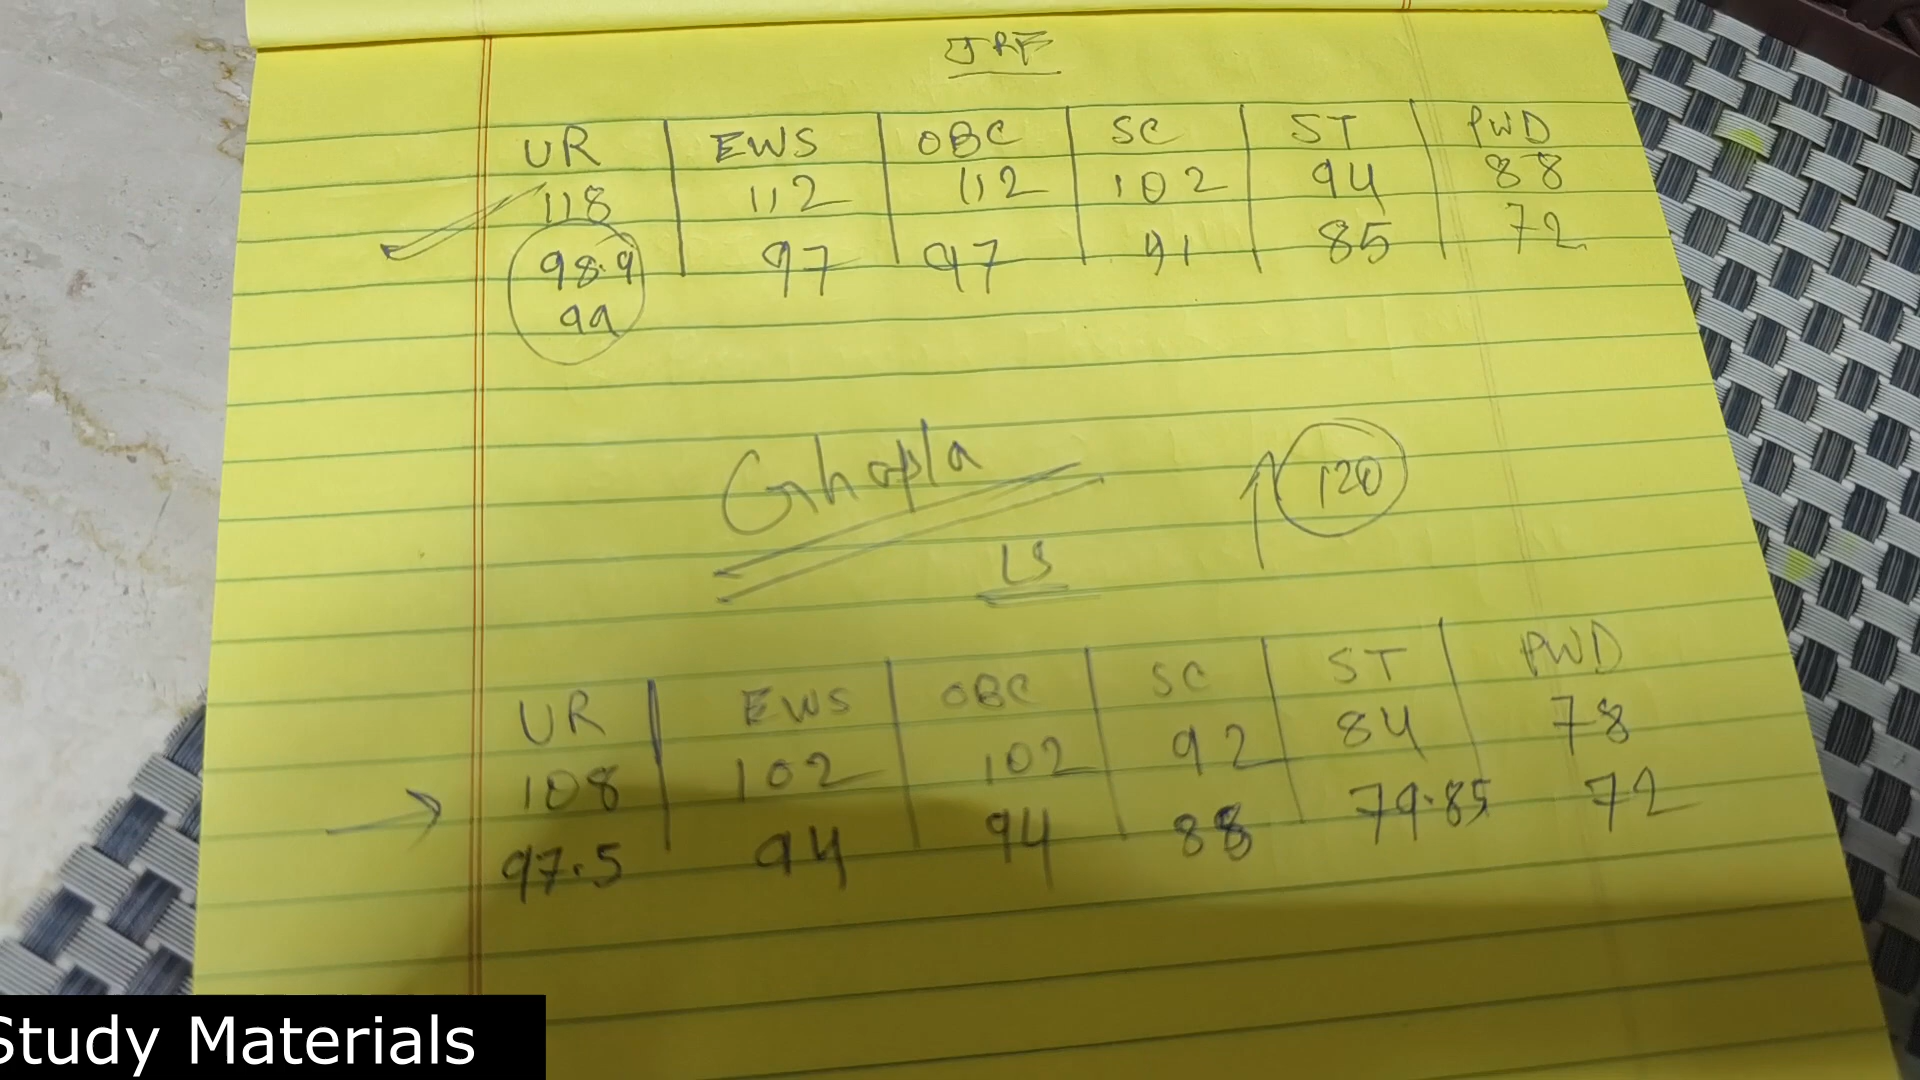 JRF
UR EWS OBC SC ST PWD
118 112 112 102 94 88
98.9 97 97 91 85 72
99
Ghapla
120
LS
UR EWS OBC SC ST PWD
108 102 102 92 84 78
97.5 94 94 88 79.85 72
Study Materials